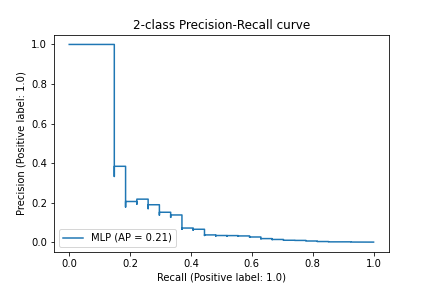 2-class Precision-Recall curve
Precision (Positive label: 1.0)
1.0
0.8
0.6
0.4
0.2
0.0
MLP (AP = 0.21)
0.0 0.2 0.4 0.6 0.8 1.0
Recall (Positive label: 1.0)